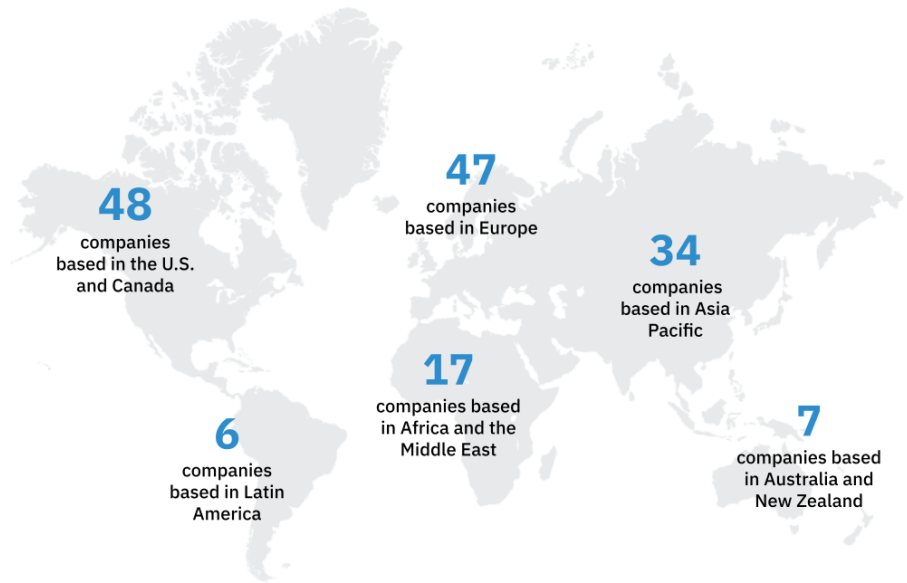 48
companies
based in the U.S.
and Canada
47
companies
based in Europe
34
companies
based in Asia
Pacific
17
companies based
in Africa and the
Middle East
6
companies
based in Latin
America
7
companies based
in Australia and
New Zealand